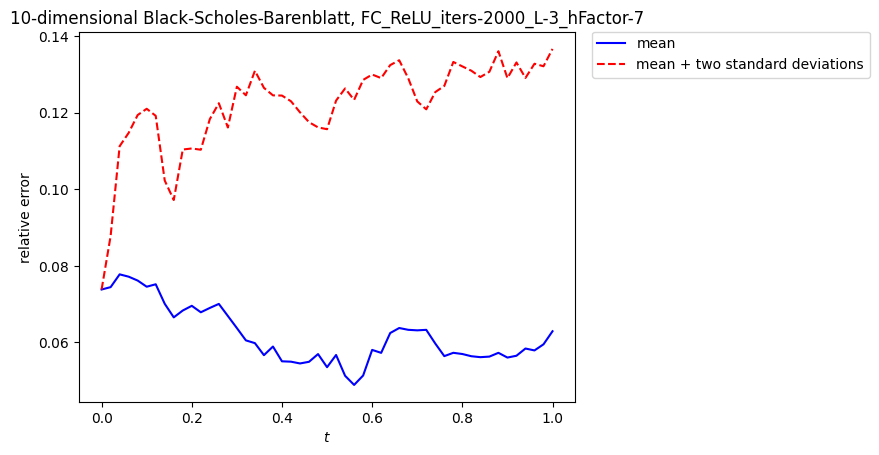 10-dimensional Black-Scholes-Barenblatt, FC_ReLU_iters-2000_L-3_hFactor-7
mean
mean + two standard deviations
relative error
0.14
0.12
0.10
0.08
0.06
0.0 0.2 0.4 0.6 0.8 1.0
t